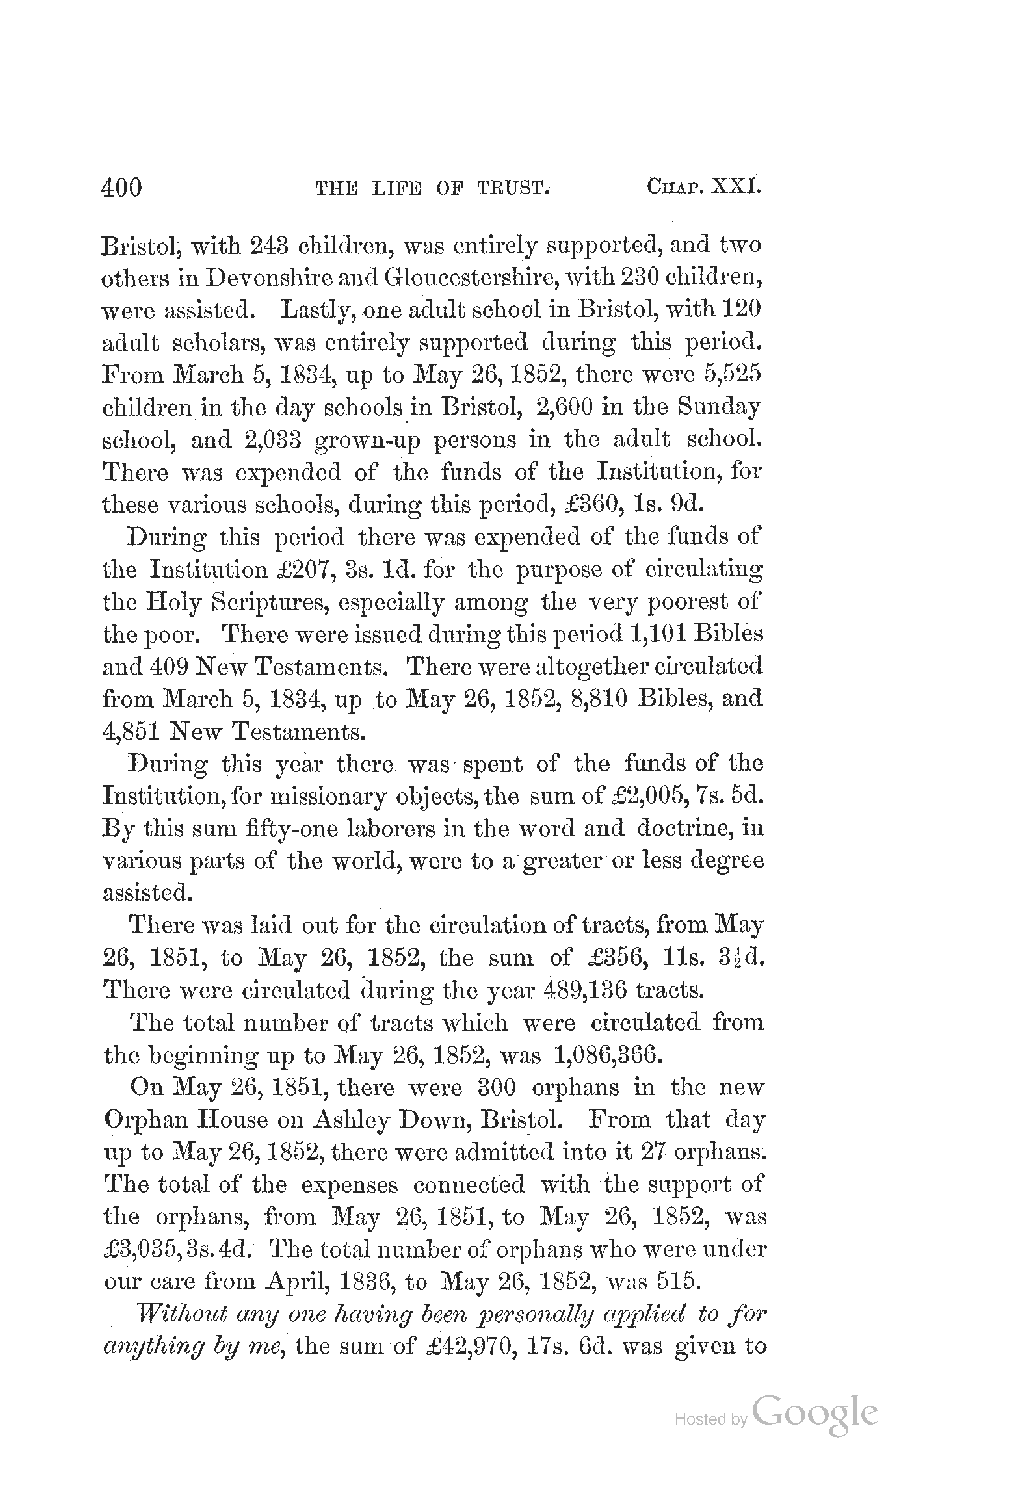 400 THE LIFE OF TRUST. CHAP. XXI.
Bristol, with 243 children, was entirely supported, and two
others in Devonshire and Gloucestershire, with 230 children,
were assisted. Lastly, one adult school in Bristol, with 120
adult scholars, was entirely supported during this period.
From March 5, 1834, up to May 26, 1852, there were 5,525
children in the day schools in Bristol, 2,600 in the Sunday
school, and 2,033 grown-up persons in the adult school.
There was expended of the funds of the Institution, for
these various schools, during this period, £360, 1s. 9d.
During this period there was expended of the funds of
the Institution £207, 3s. 1d. for the purpose of circulating
the Holy Scriptures, especially among the very poorest of
the poor. There were issued during this period 1,101 Bibles
and 409 New Testaments. There were altogether circulated
from March 5, 1834, up to May 26, 1852, 8,810 Bibles, and
4,851 New Testaments.
During this year there was spent of the funds of the
Institution, for missionary objects, the sum of £2,005, 7s. 5d.
By this sum fifty-one laborers in the word and doctrine, in
various parts of the world, were to a greater or less degree
assisted.
There was laid out for the circulation of tracts, from May
26, 1851, to May 26, 1852, the sum of £356, 11s. 3½d.
There were circulated during the year 489,136 tracts.
The total number of tracts which were circulated from
the beginning up to May 26, 1852, was 1,086,366.
On May 26, 1851, there were 300 orphans in the new
Orphan House on Ashley Down, Bristol. From that day
up to May 26, 1852, there were admitted into it 27 orphans.
The total of the expenses connected with the support of
the orphans, from May 26, 1851, to May 26, 1852, was
£3,035, 3s. 4d. The total number of orphans who were under
our care from April, 1836, to May 26, 1852, was 515.
Without any one having been personally applied to for
anything by me, the sum of £42,970, 17s. 6d. was given to
Hosted by Google